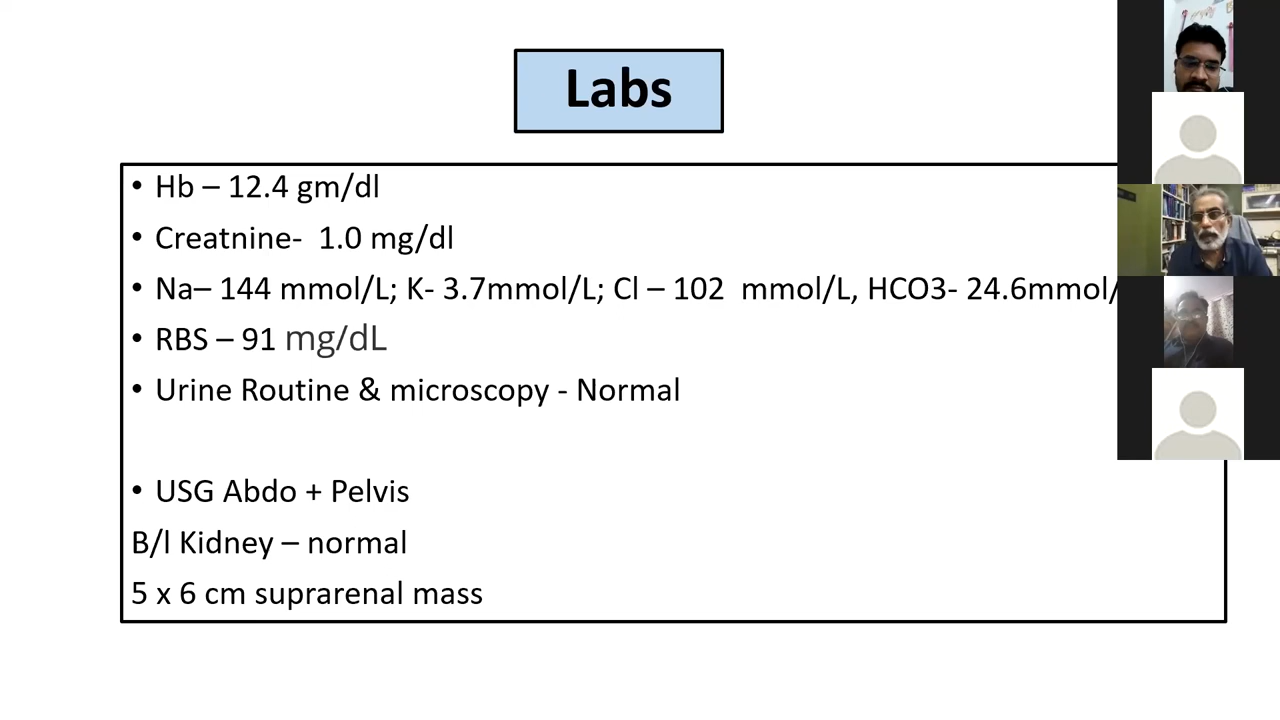 Labs
• Hb – 12.4 gm/dl
• Creatnine-  1.0 mg/dl
• Na– 144 mmol/L; K- 3.7mmol/L; Cl – 102  mmol/L, HCO3- 24.6mmol/
• RBS – 91 mg/dL
• Urine Routine & microscopy - Normal
• USG Abdo + Pelvis
B/l Kidney – normal
5 x 6 cm suprarenal mass